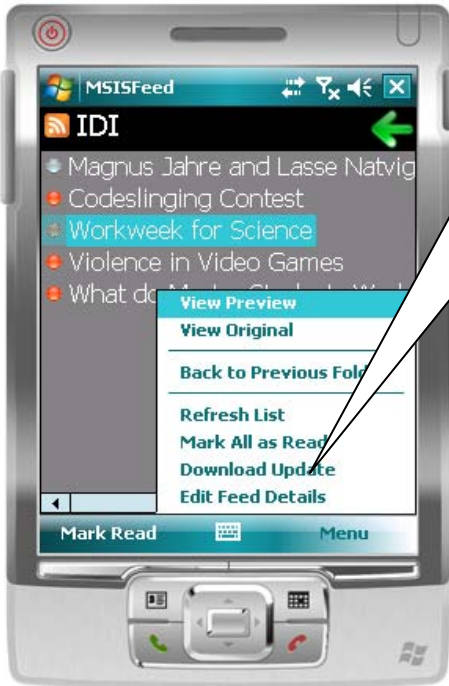 MSISFeed
IDI
Magnus Jahre and Lasse Natvig
Codeslinging Contest
Workweek for Science
Violence in Video Games
What do
View Preview
View Original
Back to Previous
Refresh List
Mark All as Read
Download Update
Edit Feed Details
Mark Read
Menu